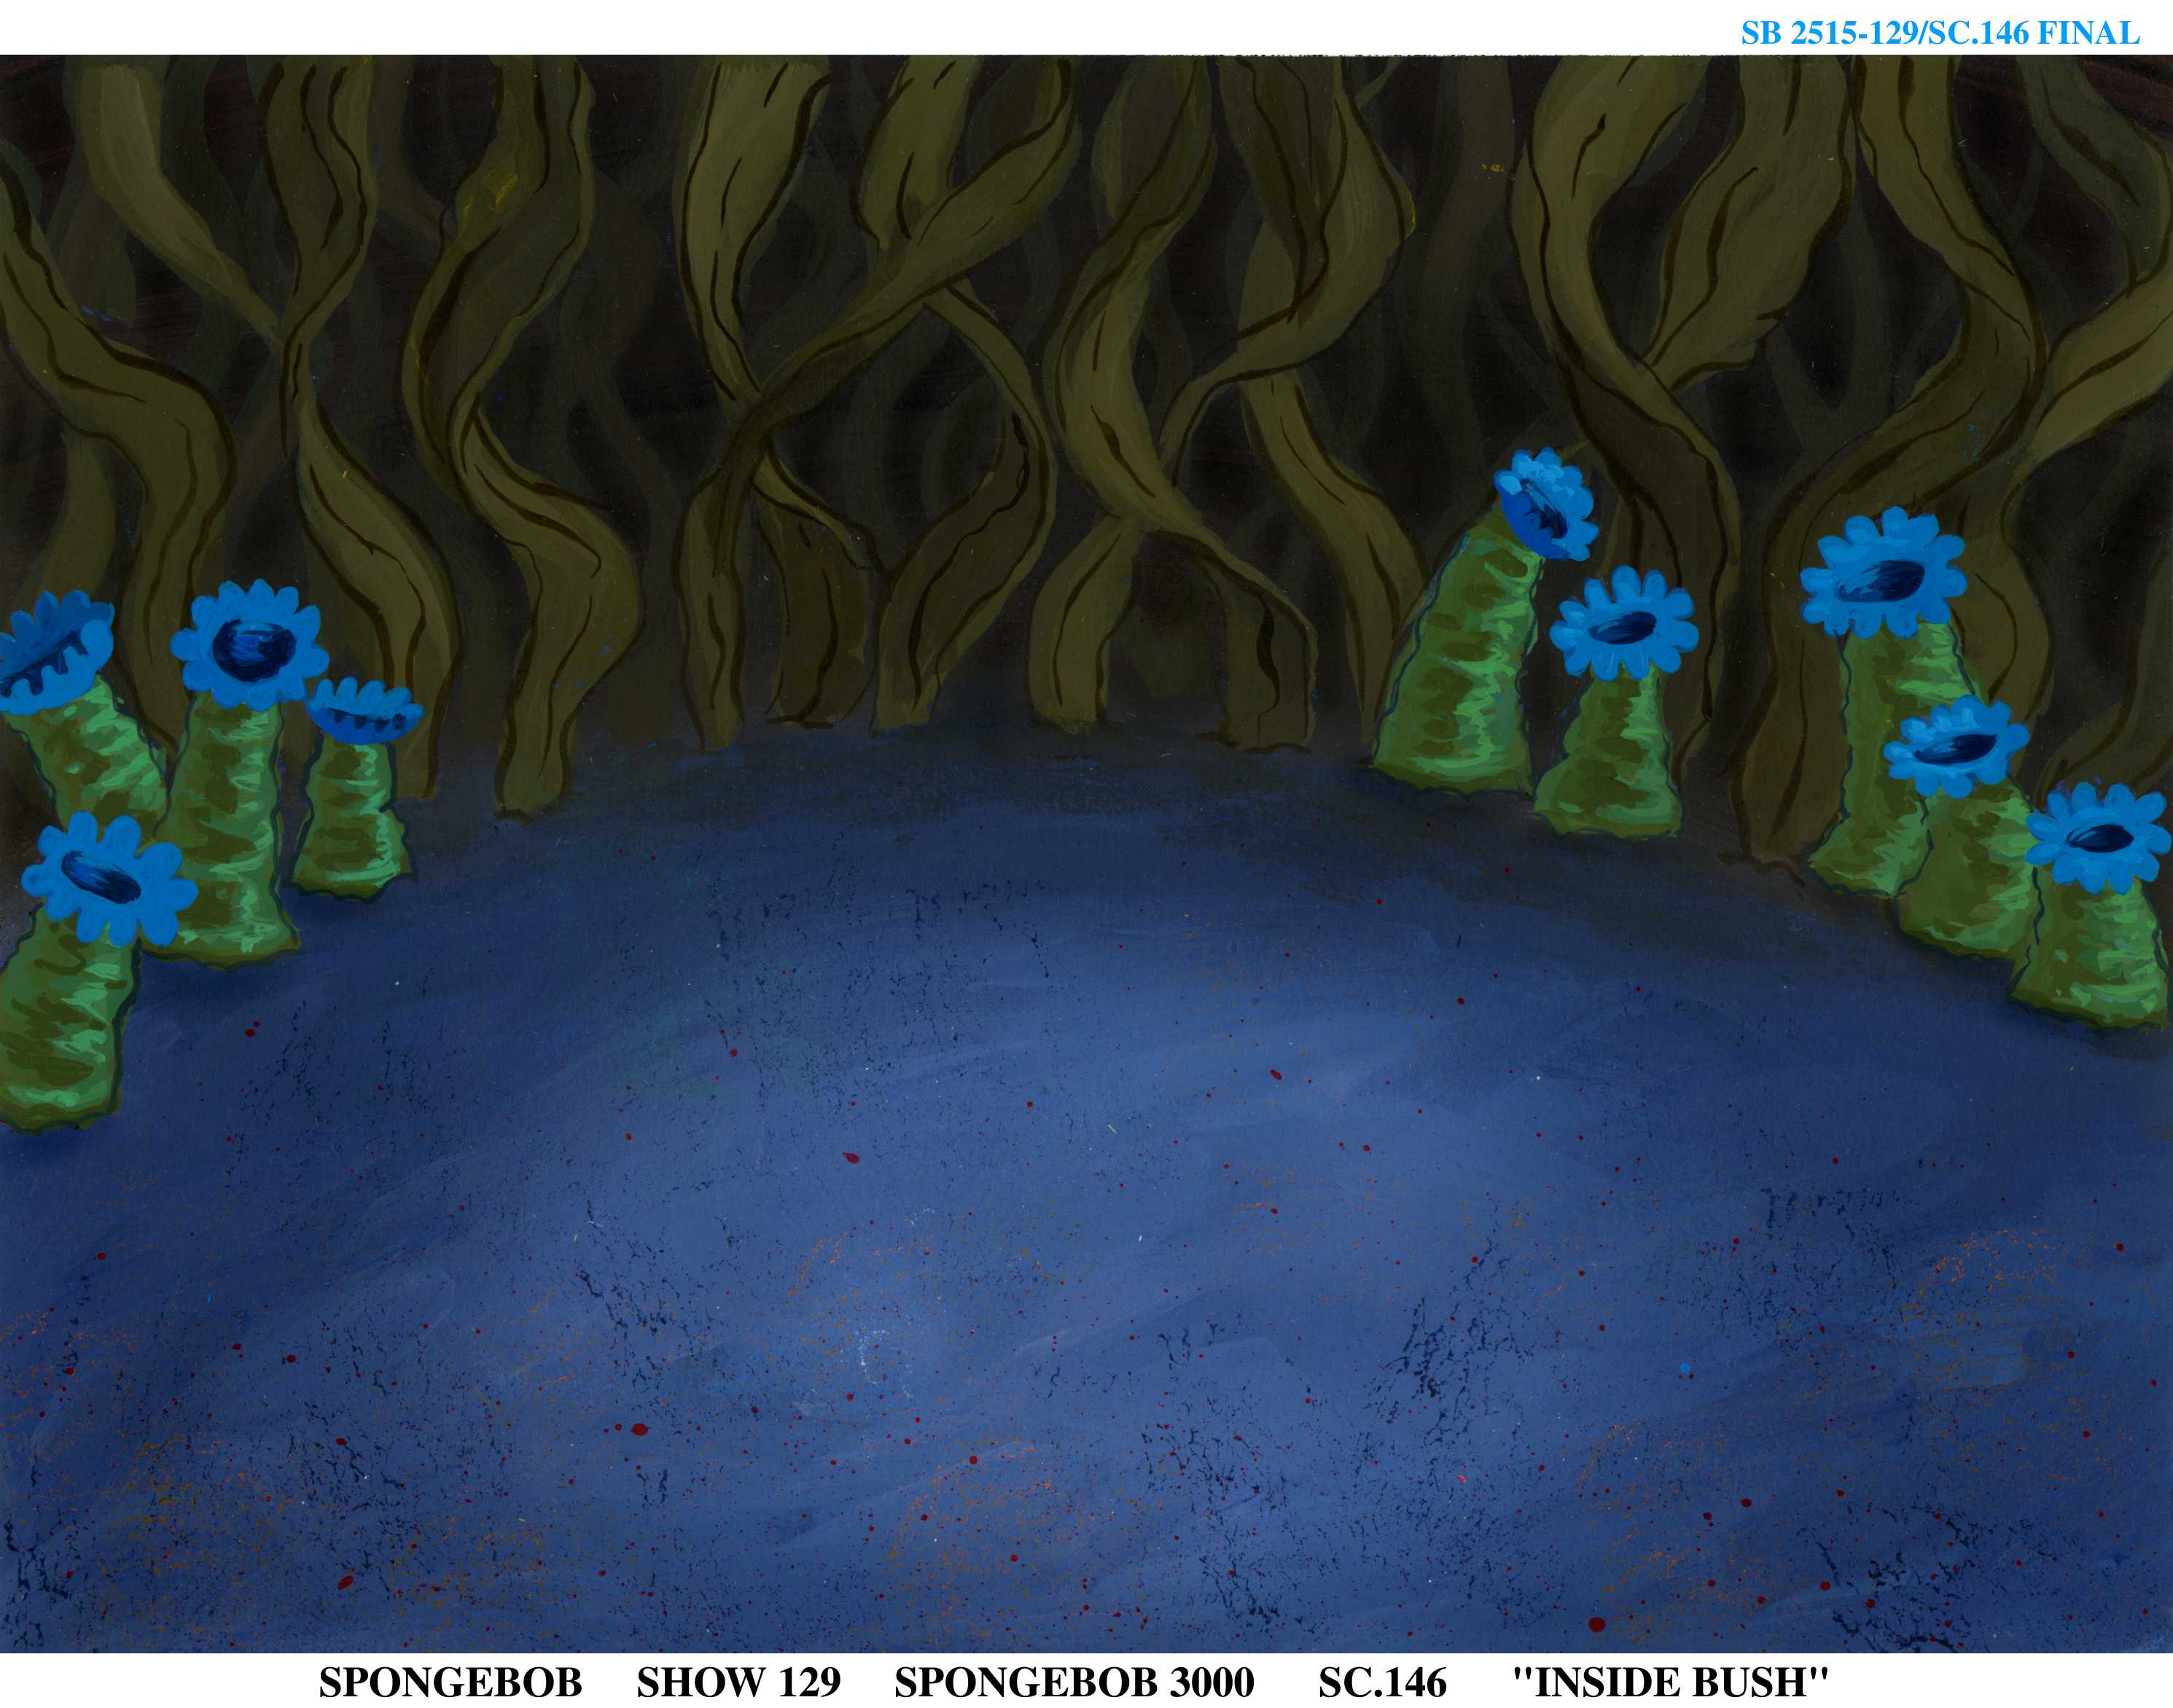 SB 2515-129/SC.146 FINAL
SPONGEBOB SHOW 129 SPONGEBOB 3000 SC.146 "INSIDE BUSH"